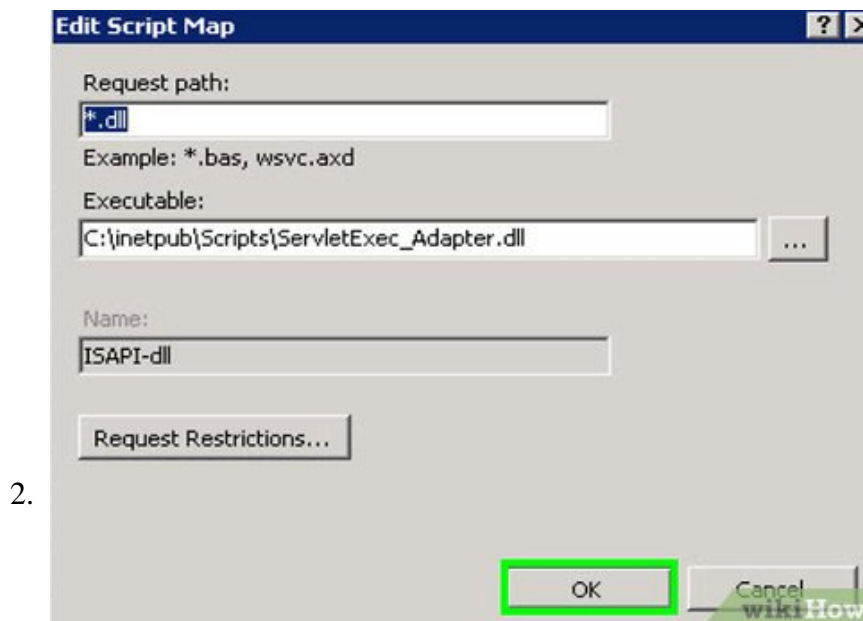 Edit Script Map
Request path:
*.dll
Example: *.bas, wsvc.axd
Executable:
C:\inetpub\Scripts\ServletExec_Adapter.dll
...
Name:
ISAPI-dll
Request Restrictions...
2.
OK Cancel
wikiHow